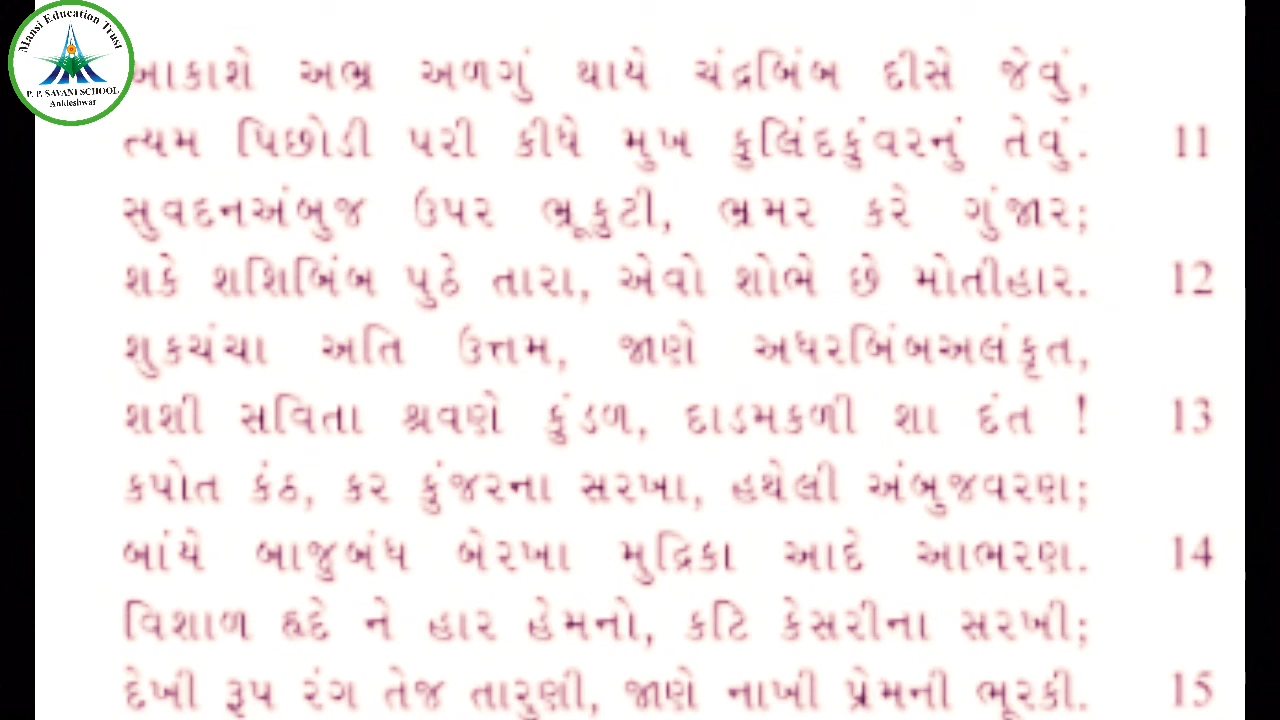 Mansi Education Trust
P. P. SAVANI SCHOOL
Ankleshwar
આકાશે અભ્ર અળગું થાયે ચંદ્રબિંબ દીસે જેવું,
ત્યમ પિછોડી પરી કીધે મુખ કુલિંદકુંવરનું તેવું. 11
સુવદનઅંબુજ ઉપર ભ્રૂકુટી, ભ્રમર કરે ગુંજાર;
શકે શશિબિંબ પુઠે તારા, એવો શોભે છે મોતીહાર. 12
શુકચંચા અતિ ઉત્તમ, જાણે અધરબિંબઅલંકૃત,
શશી સવિતા શ્રવણે કુંડળ, દાડમકળી શા દંત ! 13
કપોત કંઠ, કર કુંજરના સરખા, હથેલી અંબુજવરણ;
બાંયે બાજુબંધ બેરખા મુદ્રિકા આદે આભરણ. 14
વિશાળ હૃદે ને હાર હેમનો, કટિ કેસરીના સરખી;
દેખી રૂપ રંગ તેજ તારુણી, જાણે નાખી પ્રેમની ભૂરકી. 15